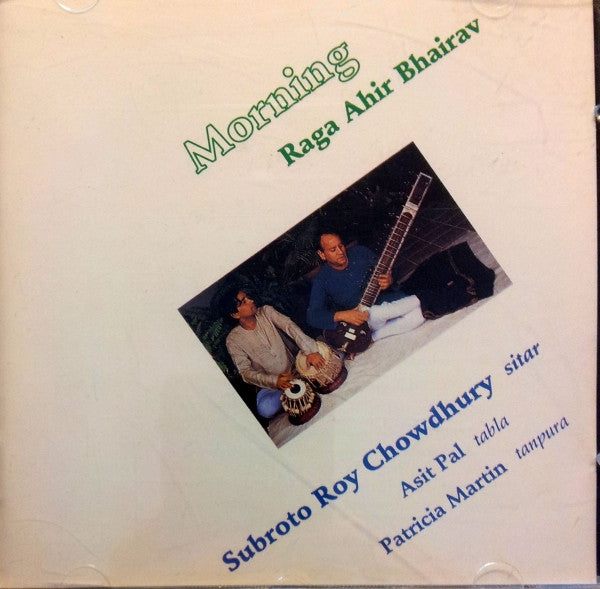 Morning
Raga Ahir Bhairav
Subroto Roy Chowdhury sitar
Asit Pal tabla
Patricia Martin tanpura